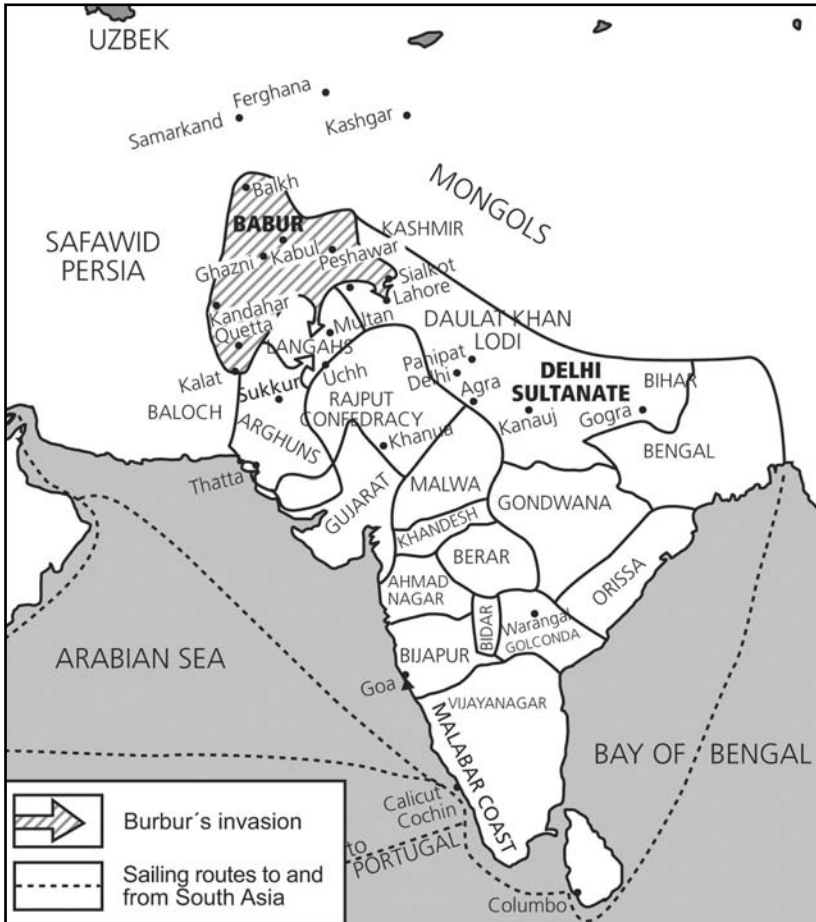 UZBEK
Ferghana
Samarkand
Kashgar
MONGOLS
Balkh
BABUR
KASHMIR
SAFAWID
PERSIA
Ghazni
Kabul
Peshawar
Sialkot
Lahore
Kandahar
Quetta
Multan
LANGAHS
DAULAT KHAN
LODI
Kalat
Uchh
Panipat
Delhi
DELHI
SULTANATE
BIHAR
Sukkur
BALOCH
ARGHUNS
RAJPUT
CONFEDRACY
Agra
Kanauj
Gogra
Khanua
BENGAL
Thatta
GUJARAT
MALWA
GONDWANA
KHANDESH
BERAR
AHMAD
NAGAR
ORISSA
BIDAR
Warangal
GOLCONDA
ARABIAN SEA
BIJAPUR
Goa
VIJAYANAGAR
MALABAR COAST
BAY OF BENGAL
Calicut
Cochin
to
PORTUGAL
Columbo
Burbur´s invasion
Sailing routes to and
from South Asia